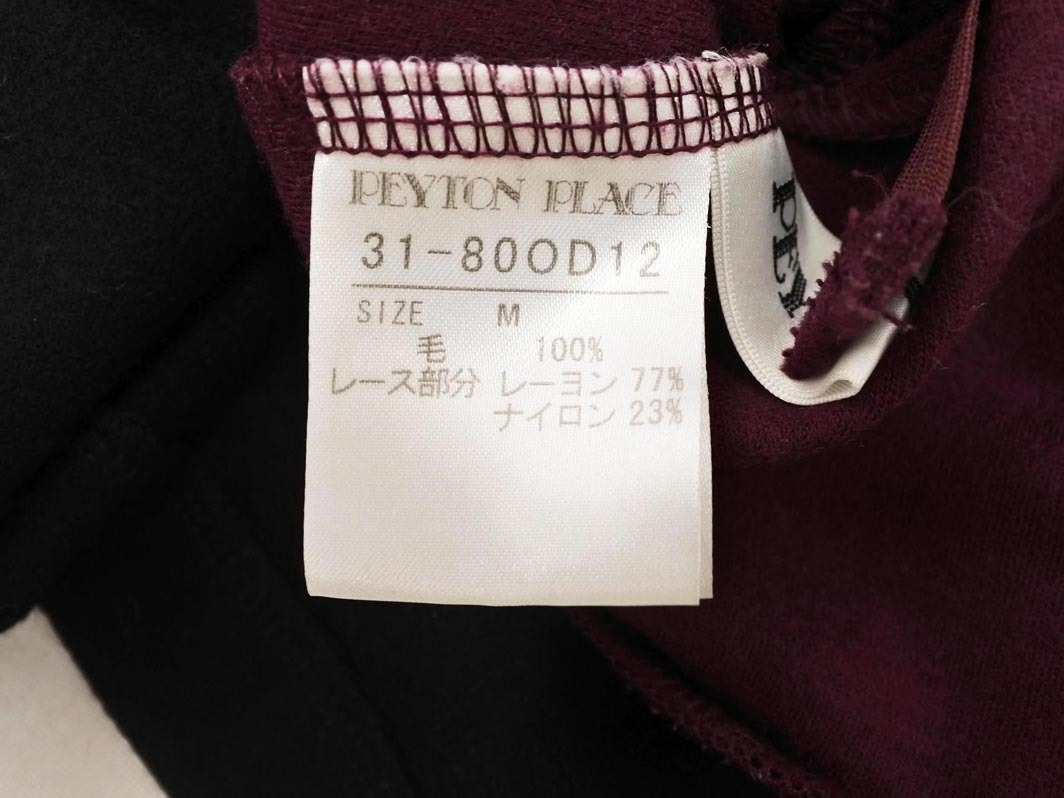 PEYTON PLACE
31-80OD12
SIZE M
毛 100%
レース部分 レーヨン 77%
ナイロン 23%
PEY